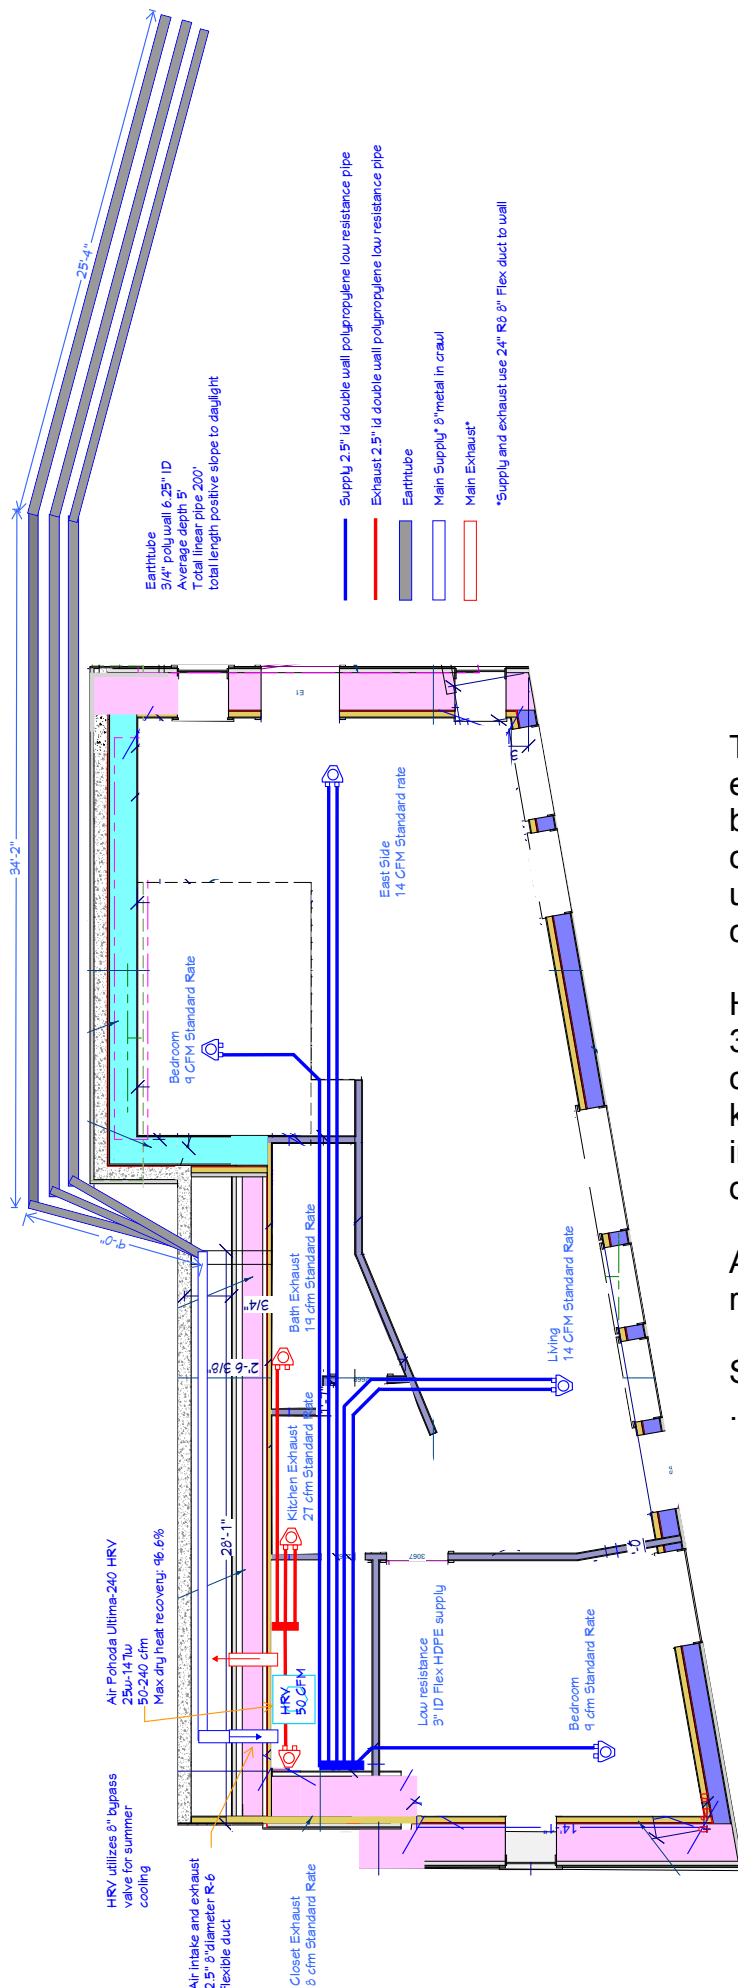 25'-4"
34'-2"
9'-0"
Earthtube
3/4" polywall 6.25" ID
Average depth 5'
Total linear pipe 200'
total length positive slope to daylight
Supply 2.5" id double wall polypropylene low resistance pipe
Exhaust 2.5" id double wall polypropylene low resistance pipe
Earthtube
Main Supply* 8"metal in crawl
Main Exhaust*
*Supply and exhaust use 24" R8 8" Flex duct to wall
E1
3
East Side
14 CFM Standard rate
Bedroom
9 CFM Standard Rate
Bath Exhaust
19 cfm Standard Rate
3/4"
2'-6 3/8"
28'-1"
Living
14 CFM Standard Rate
Kitchen Exhaust
27 cfm Standard Rate
3067
Air Pohoda Ultima-240 HRV
25w-147w
50-240 cfm
Max dry heat recovery: 96.6%
HRV
50 CFM
Low resistance
3" ID Flex HDPE supply
Bedroom
9 cfm Standard Rate
HRV utilizes 8" bypass
valve for summer
cooling
Air intake and exhaust
2.5" 8"diameter R-6
flexible duct
Closet Exhaust
8 cfm Standard Rate
T
e
b
c
u
c
H
3
c
K
in
c
A
r
S
.